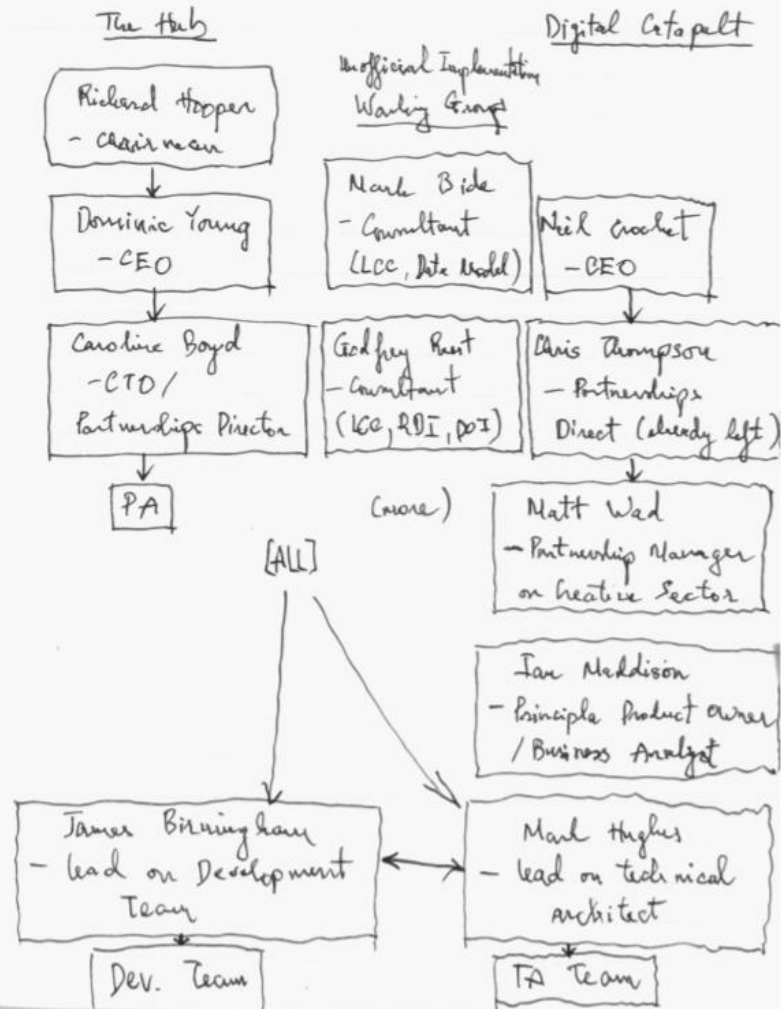 The Hub
Richard Hooper
- Chairman
Dominic Young
- CEO
Caroline Boyd
- CTO /
Partnerships Director
PA
Unofficial Implementation
Working Group
Mark Bide
- Consultant
(LCC, Data Model)
Godfrey Rust
- Consultant
(LCC, RDI, DOI)
(more)
Digital Catapult
Neil Crocket
- CEO
Chris Thompson
- Partnerships
Direct (already left)
Matt Wad
- Partnership Manager
on Creative Sector
Ian Maddison
- Principle Product Owner
/ Business Analyst
[ALL]
James Birmingham
- Lead on Development
Team
Dev. Team
Mark Hughes
- lead on technical
architect
TA Team